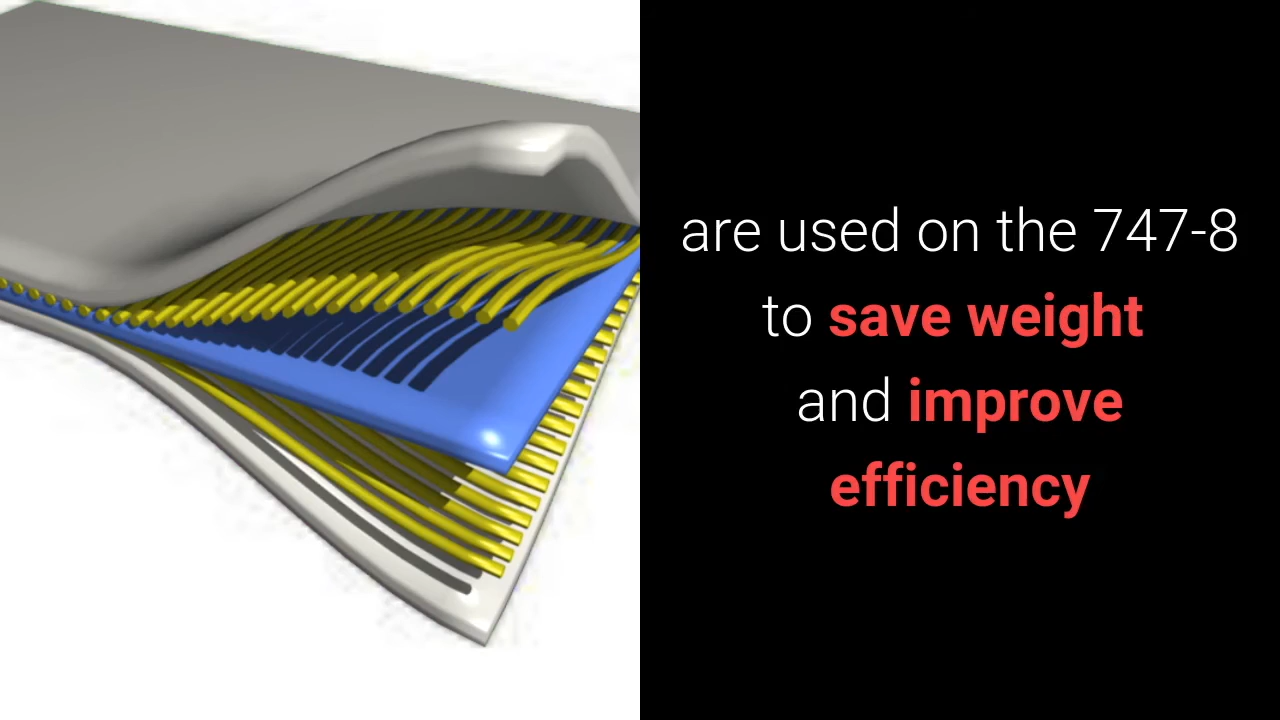 are used on the 747-8
to save weight
and improve
efficiency